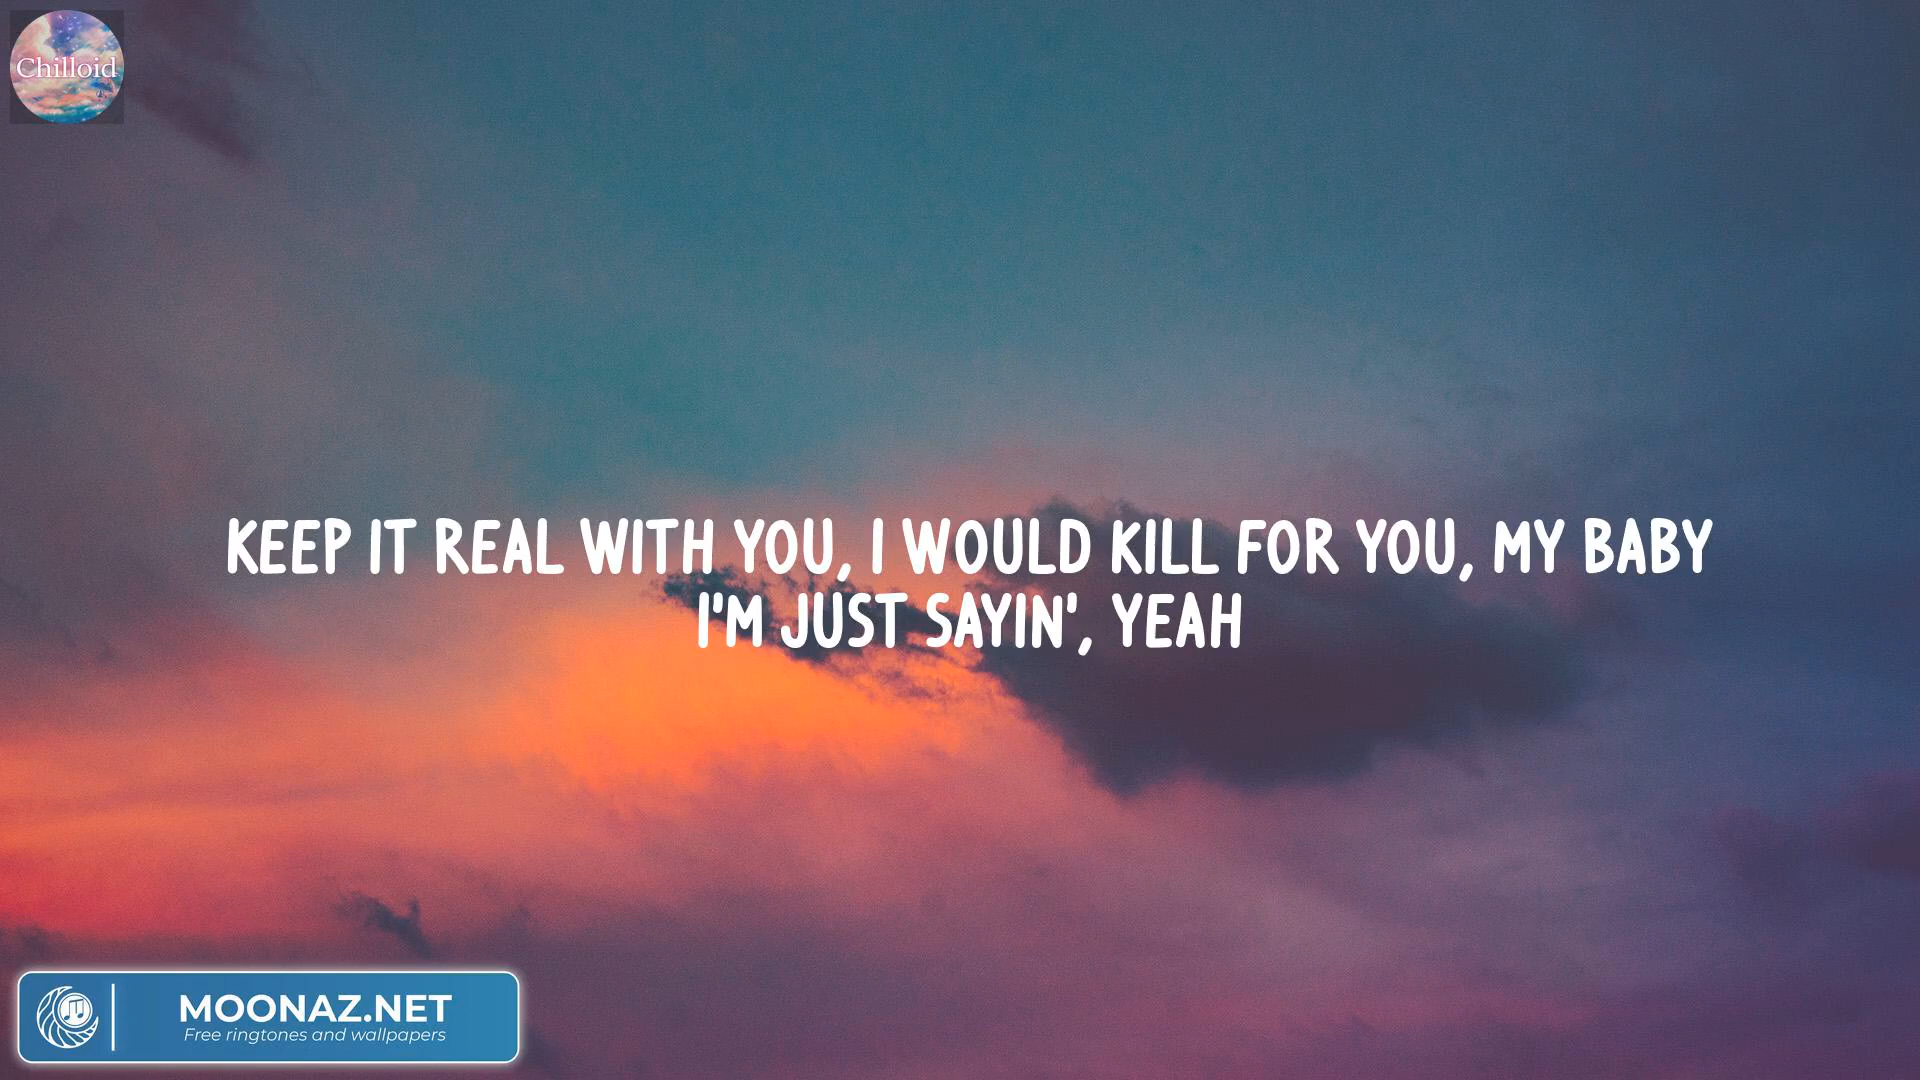 Chilloid
KEEP IT REAL WITH YOU, I WOULD KILL FOR YOU, MY BABY
I'M JUST SAYIN', YEAH
MOONAZ.NET
Free ringtones and wallpapers